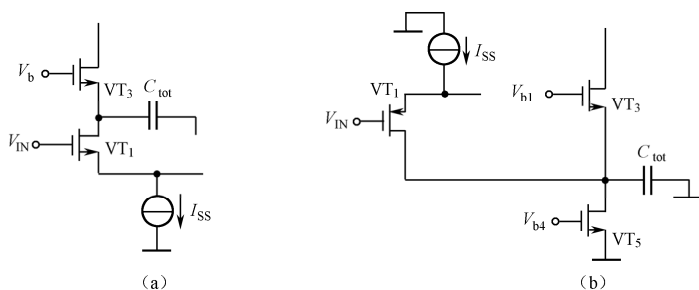 V_b
VT_3
C_tot
V_IN
VT_1
I_SS
(a)
I_SS
VT_1
V_b1
VT_3
V_IN
C_tot
V_b4
VT_5
(b)